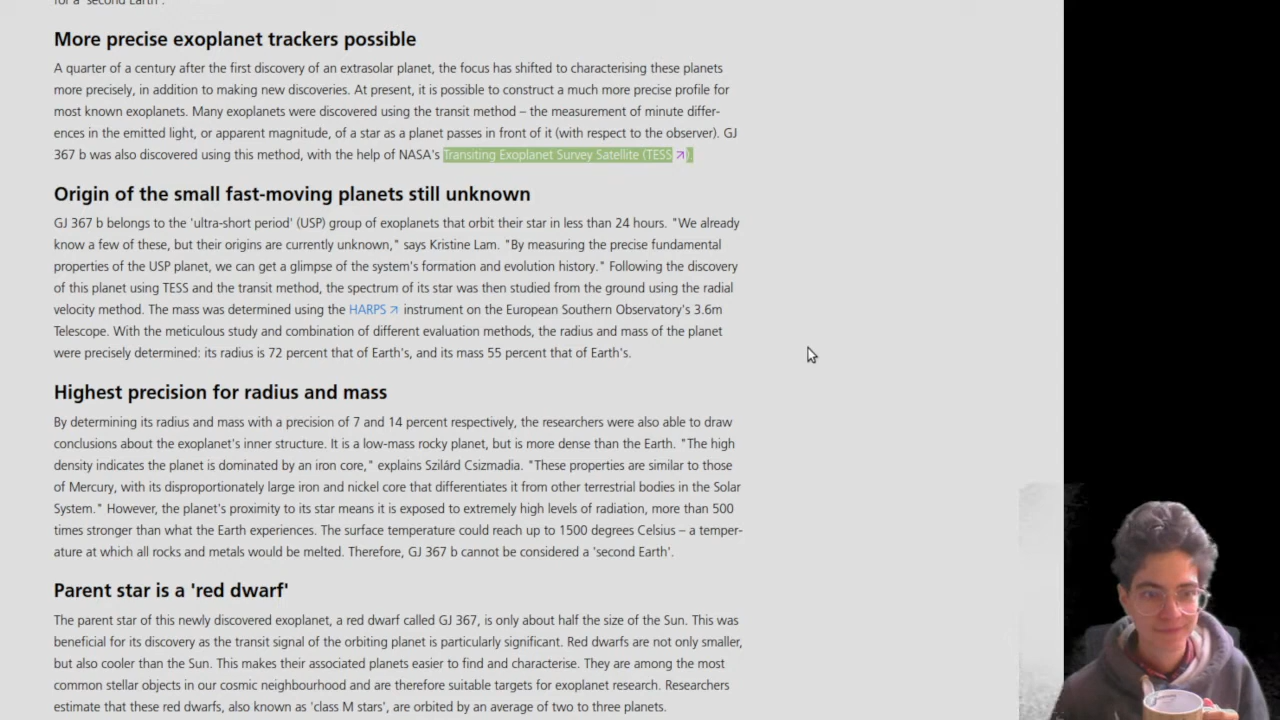 for a 'second Earth'.
More precise exoplanet trackers possible
A quarter of a century after the first discovery of an extrasolar planet, the focus has shifted to characterising these planets
more precisely, in addition to making new discoveries. At present, it is possible to construct a much more precise profile for
most known exoplanets. Many exoplanets were discovered using the transit method – the measurement of minute differ-
ences in the emitted light, or apparent magnitude, of a star as a planet passes in front of it (with respect to the observer). GJ
367 b was also discovered using this method, with the help of NASA's Transiting Exoplanet Survey Satellite (TESS).
Origin of the small fast-moving planets still unknown
GJ 367 b belongs to the 'ultra-short period' (USP) group of exoplanets that orbit their star in less than 24 hours. "We already
know a few of these, but their origins are currently unknown," says Kristine Lam. "By measuring the precise fundamental
properties of the USP planet, we can get a glimpse of the system's formation and evolution history." Following the discovery
of this planet using TESS and the transit method, the spectrum of its star was then studied from the ground using the radial
velocity method. The mass was determined using the HARPS instrument on the European Southern Observatory's 3.6m
Telescope. With the meticulous study and combination of different evaluation methods, the radius and mass of the planet
were precisely determined: its radius is 72 percent that of Earth's, and its mass 55 percent that of Earth's.
Highest precision for radius and mass
By determining its radius and mass with a precision of 7 and 14 percent respectively, the researchers were also able to draw
conclusions about the exoplanet's inner structure. It is a low-mass rocky planet, but is more dense than the Earth. "The high
density indicates the planet is dominated by an iron core," explains Szilárd Csizmadia. "These properties are similar to those
of Mercury, with its disproportionately large iron and nickel core that differentiates it from other terrestrial bodies in the Solar
System." However, the planet's proximity to its star means it is exposed to extremely high levels of radiation, more than 500
times stronger than what the Earth experiences. The surface temperature could reach up to 1500 degrees Celsius – a temper-
ature at which all rocks and metals would be melted. Therefore, GJ 367 b cannot be considered a 'second Earth'.
Parent star is a 'red dwarf'
The parent star of this newly discovered exoplanet, a red dwarf called GJ 367, is only about half the size of the Sun. This was
beneficial for its discovery as the transit signal of the orbiting planet is particularly significant. Red dwarfs are not only smaller,
but also cooler than the Sun. This makes their associated planets easier to find and characterise. They are among the most
common stellar objects in our cosmic neighbourhood and are therefore suitable targets for exoplanet research. Researchers
estimate that these red dwarfs, also known as 'class M stars', are orbited by an average of two to three planets.